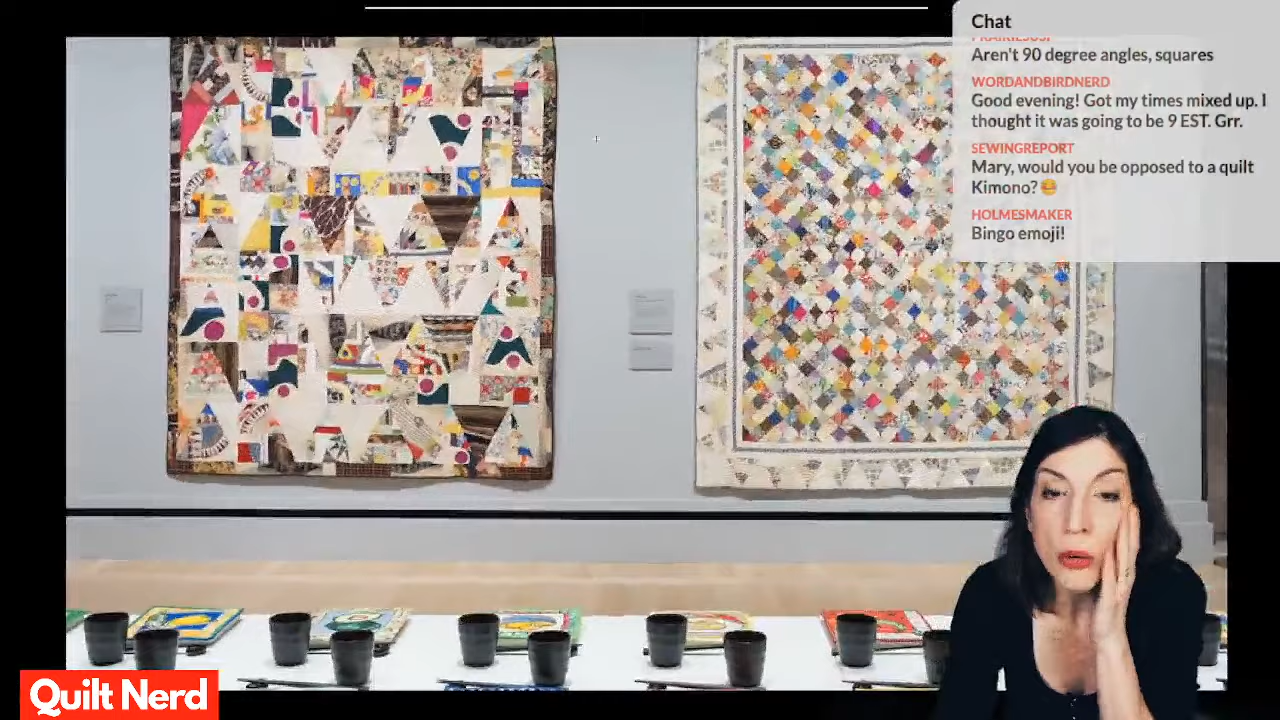 Chat
PRAIRIESUSI
Aren't 90 degree angles, squares
WORDANDBIRDNERD
Good evening! Got my times mixed up. I
thought it was going to be 9 EST. Grr.
SEWINGREPORT
Mary, would you be opposed to a quilt
Kimono?😂
HOLMESMAKER
Bingo emoji!
Quilt Nerd